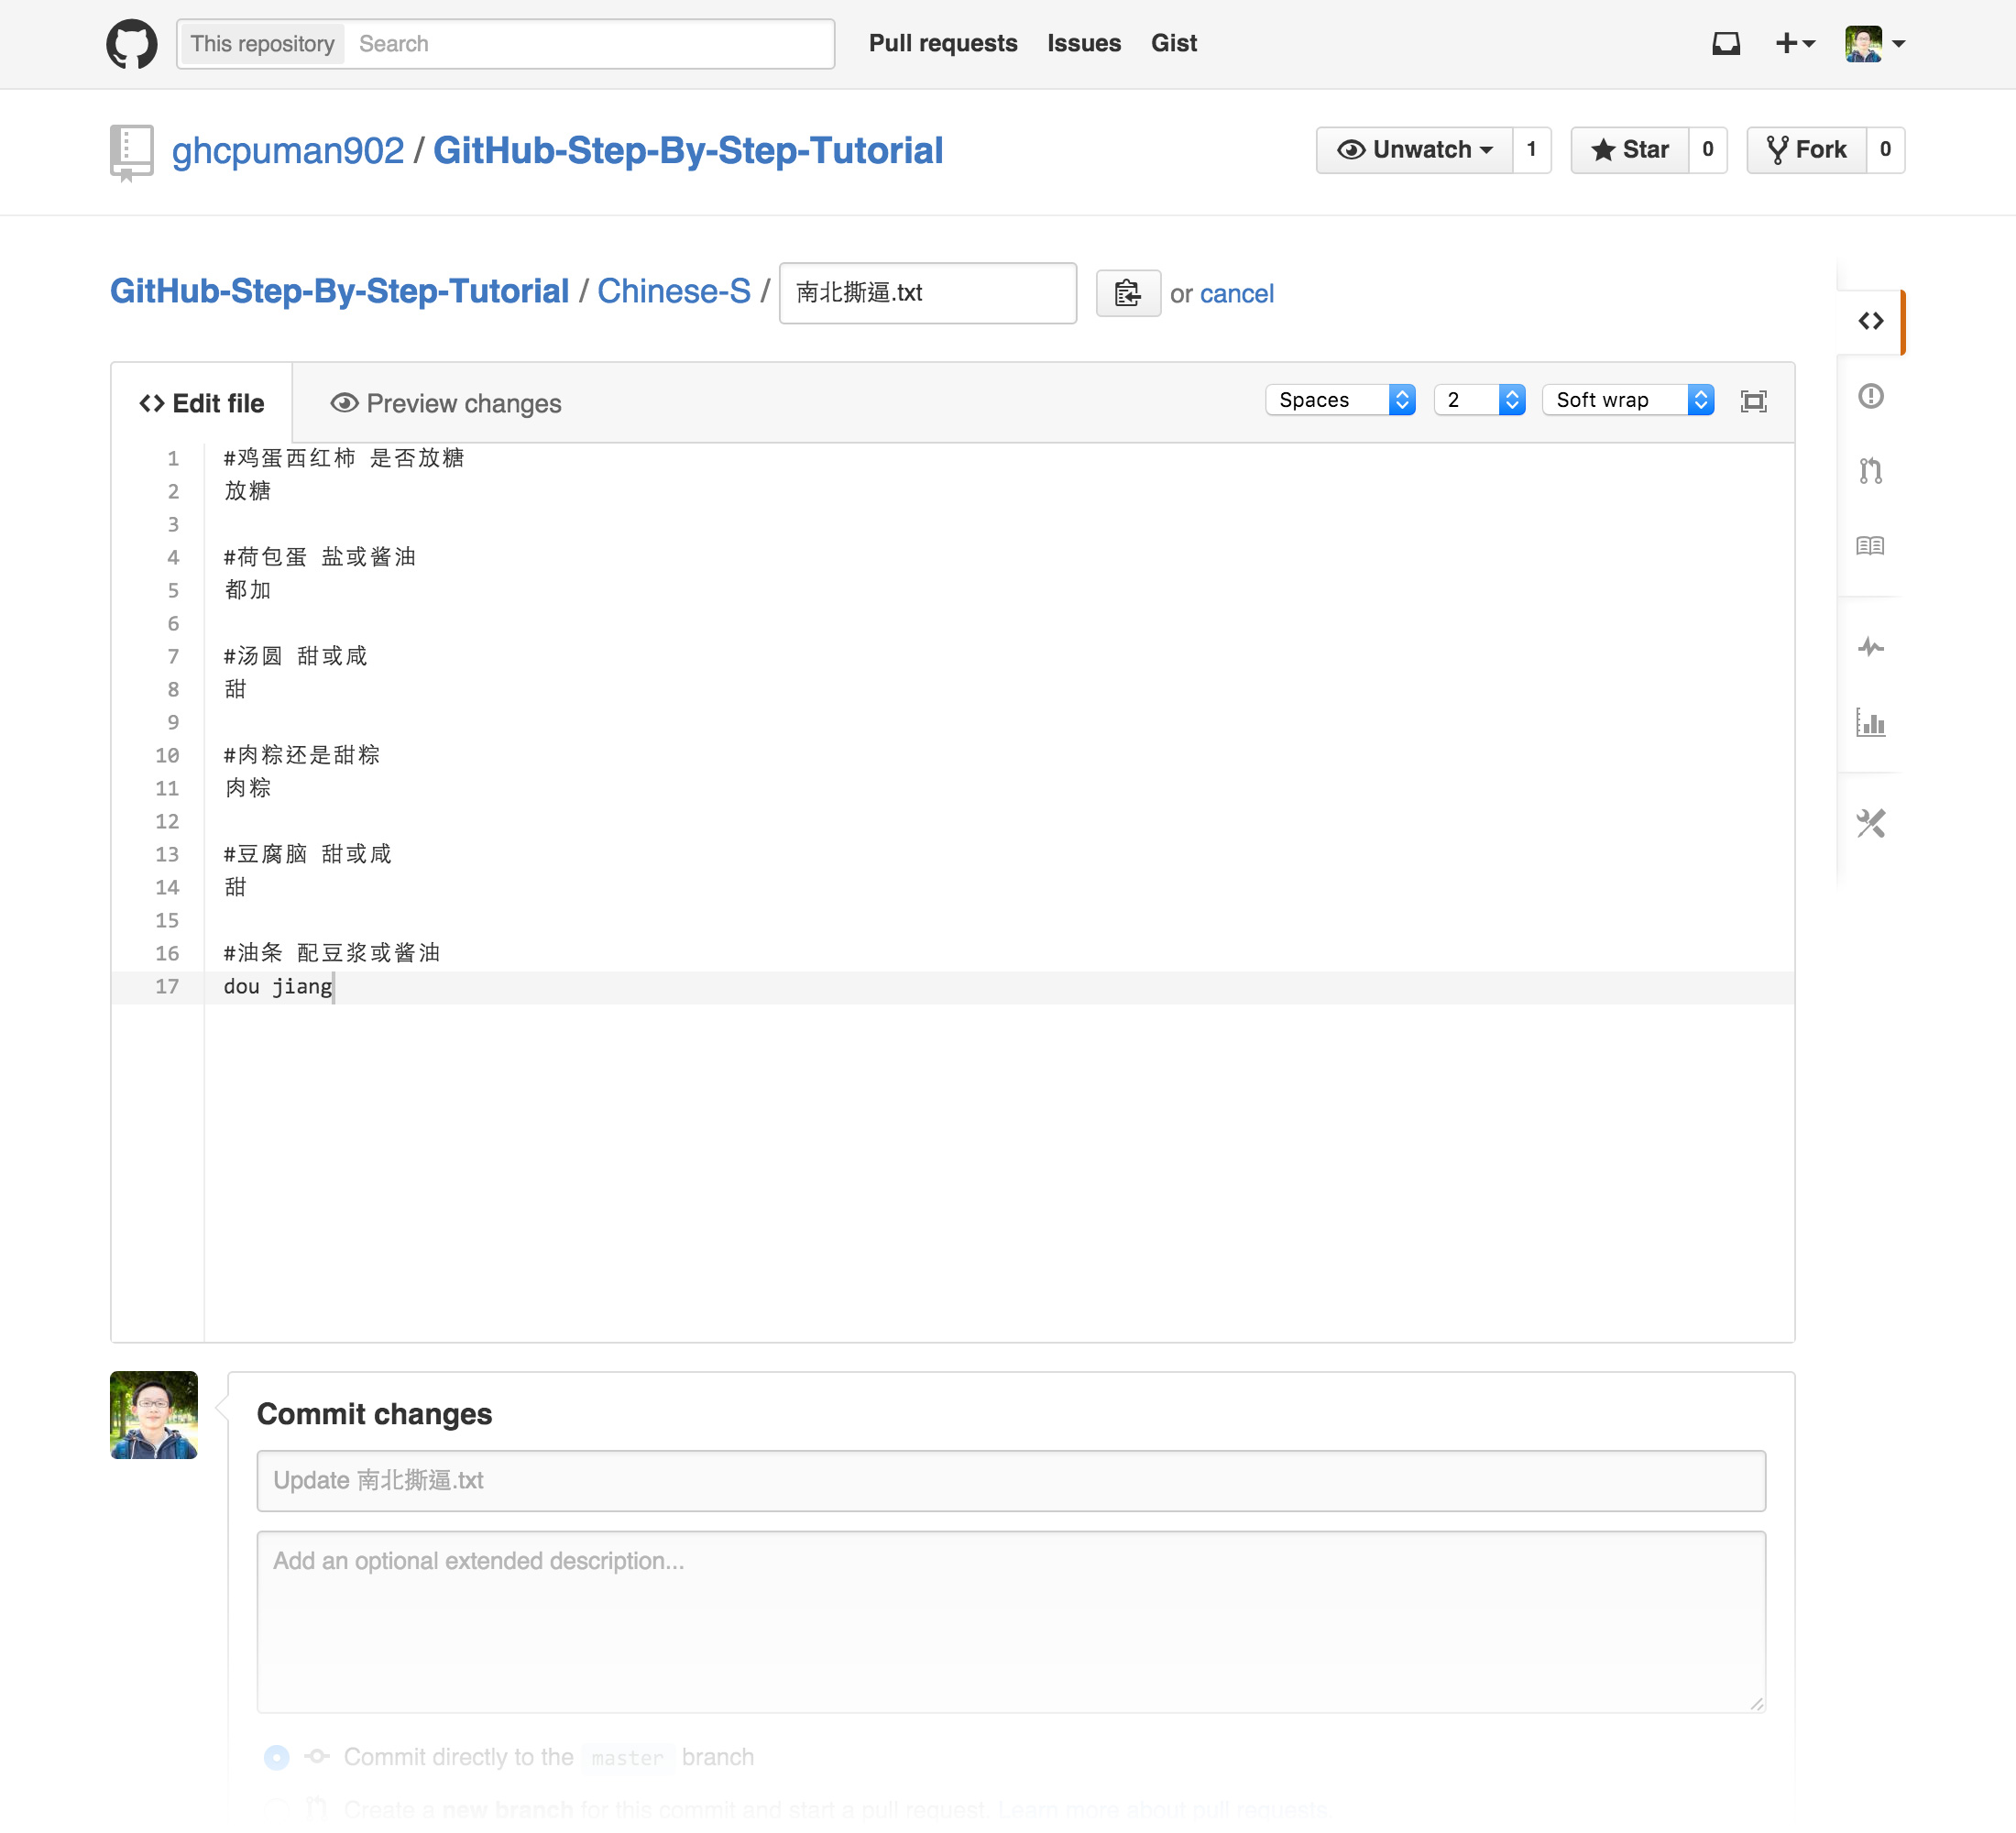 This repository Search Pull requests Issues Gist
ghcpuman902 / GitHub-Step-By-Step-Tutorial
Unwatch 1 Star 0 Fork 0
GitHub-Step-By-Step-Tutorial / Chinese-S / 南北撕逼.txt or cancel
Edit file Preview changes Spaces 2 Soft wrap
1 #鸡蛋西红柿 是否放糖
2 放糖
3
4 #荷包蛋 盐或酱油
5 都加
6
7 #汤圆 甜或咸
8 甜
9
10 #肉粽还是甜粽
11 肉粽
12
13 #豆腐脑 甜或咸
14 甜
15
16 #油条 配豆浆或酱油
17 dou jiang
Commit changes
Update 南北撕逼.txt
Add an optional extended description...
Commit directly to the master branch
Create a new branch for this commit and start a pull request. Learn more about pull requests.